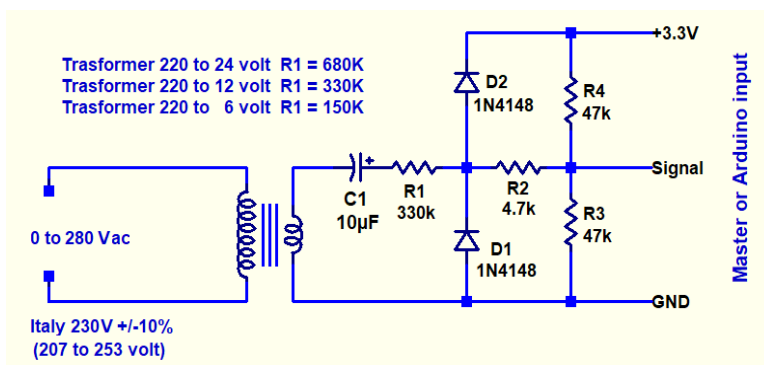 Trasformer 220 to 24 volt R1 = 680K
Trasformer 220 to 12 volt R1 = 330K
Trasformer 220 to 6 volt R1 = 150K
+3.3V
D2
1N4148
R4
47k
Signal
C1
10µF
R1
330k
R2
4.7k
R3
47k
0 to 280 Vac
D1
1N4148
GND
Italy 230V +/-10%
(207 to 253 volt)
Master or Arduino input